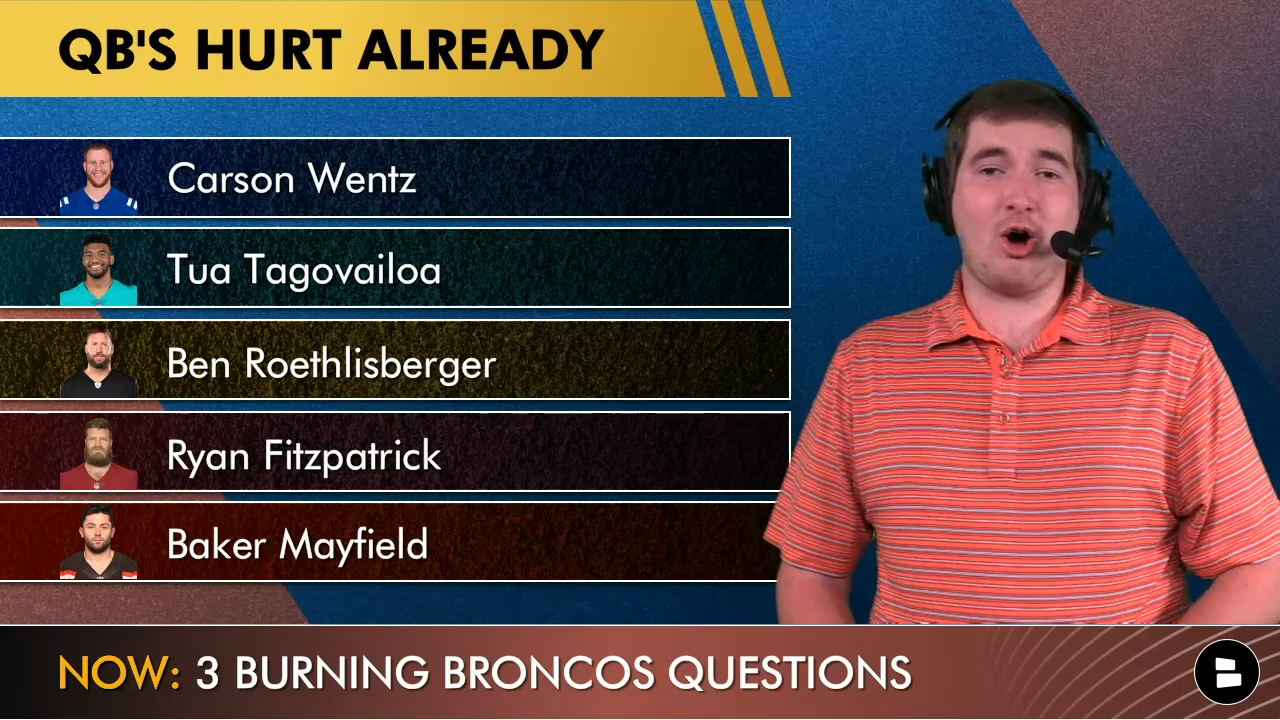 QB'S HURT ALREADY
Carson Wentz
Tua Tagovailoa
Ben Roethlisberger
Ryan Fitzpatrick
Baker Mayfield
NOW: 3 BURNING BRONCOS QUESTIONS